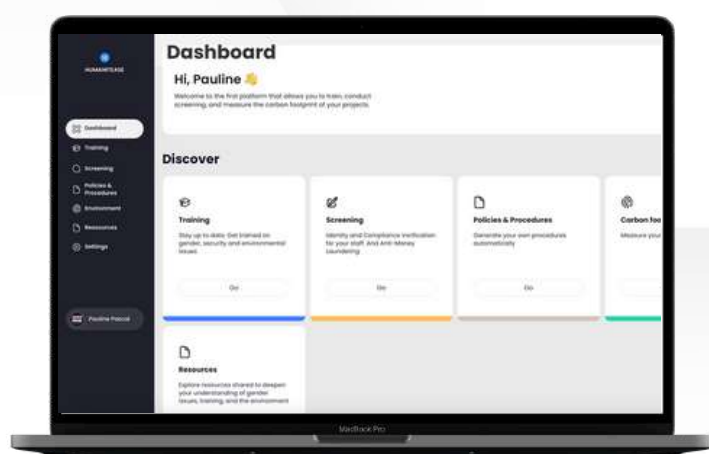 HUMANITEASE
Dashboard
Training
Screening
Policies &
Procedures
Environment
Ressources
Settings
Pauline Pascal
Dashboard
Hi, Pauline 👋
Welcome to the first platform that allows you to train, conduct
screening, and measure the carbon footprint of your projects.
Discover
Training
Stay up to date: Get trained on
gender, security and environmental
issues
Go
Screening
Identity and Compliance Verification
for your staff. And Anti-Money
Laundering
Go
Policies & Procedures
Generate your own procedures
automatically
Go
Carbon foo
Measure your
Resources
Explore resources shared to deepen
your understanding of gender
issues, training, and the environment
MacBook Pro